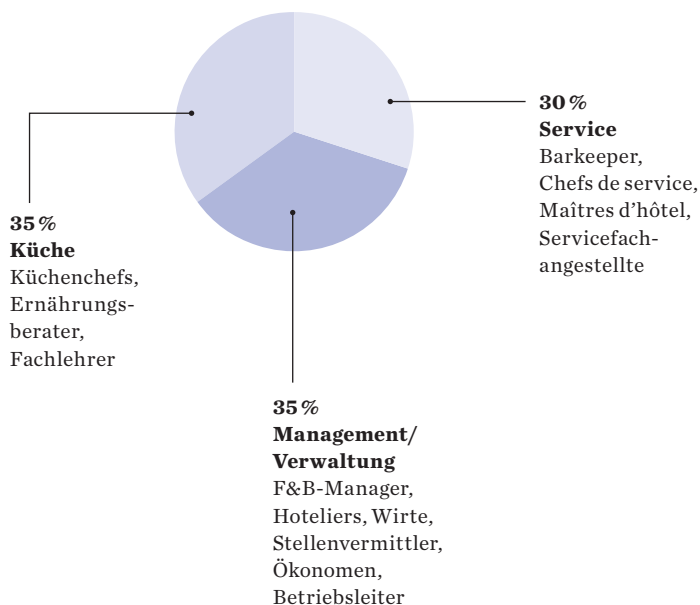 30 %
Service
Barkeeper,
Chefs de service,
Maîtres d’hôtel,
Servicefach-
angestellte
35 %
Küche
Küchenchefs,
Ernährungs-
berater,
Fachlehrer
35 %
Management/
Verwaltung
F&B-Manager,
Hoteliers, Wirte,
Stellenvermittler,
Ökonomen,
Betriebsleiter